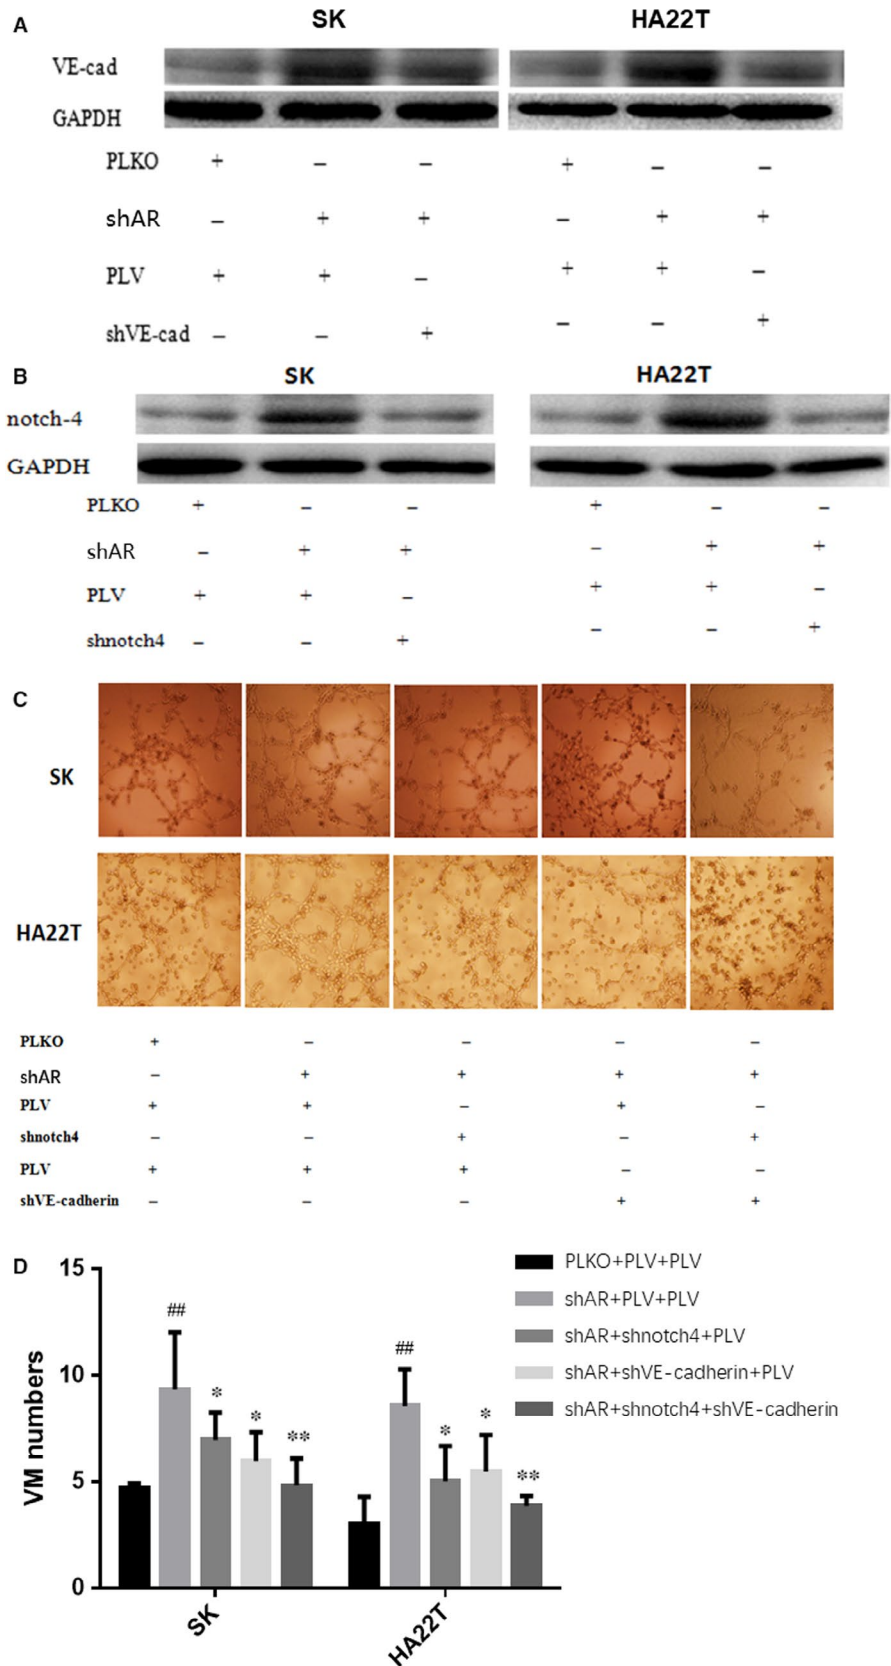 A
SK HA22T
VE-cad
GAPDH
PLKO + – – + – –
shAR – + + – + +
PLV + + – + + –
shVE-cad – – + – – +
B
SK HA22T
notch-4
GAPDH
PLKO + – – + – –
shAR – + + – + +
PLV + + – + + –
shnotch4 – – + – – +
C
SK
HA22T
PLKO + – – – –
shAR – + + + +
PLV + + – + –
shnotch4 – – + – +
PLV + + + – –
shVE-cadherin – – – + +
D
VM numbers
15
10
5
0
## * * **
## * * **
SK
HA22T
PLKO+PLV+PLV
shAR+PLV+PLV
shAR+shnotch4+PLV
shAR+shVE-cadherin+PLV
shAR+shnotch4+shVE-cadherin